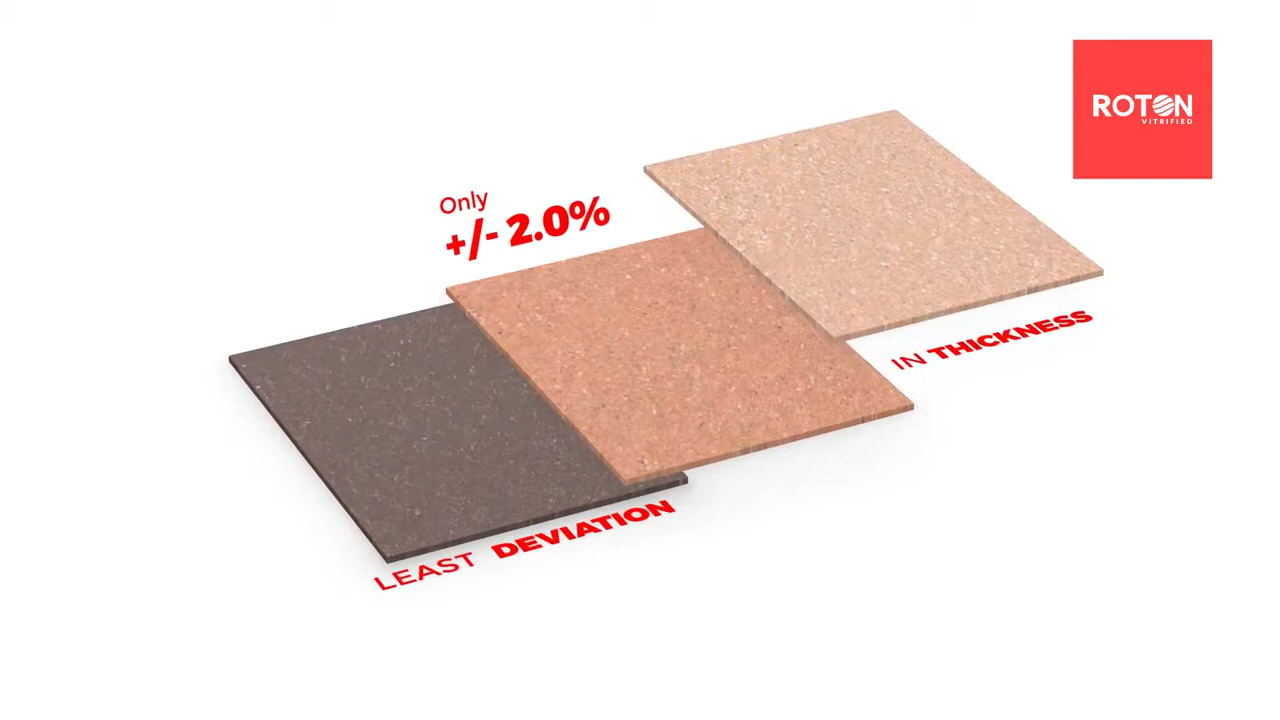 ROTON
VITRIFIED
Only
+/- 2.0%
IN THICKNESS
LEAST DEVIATION